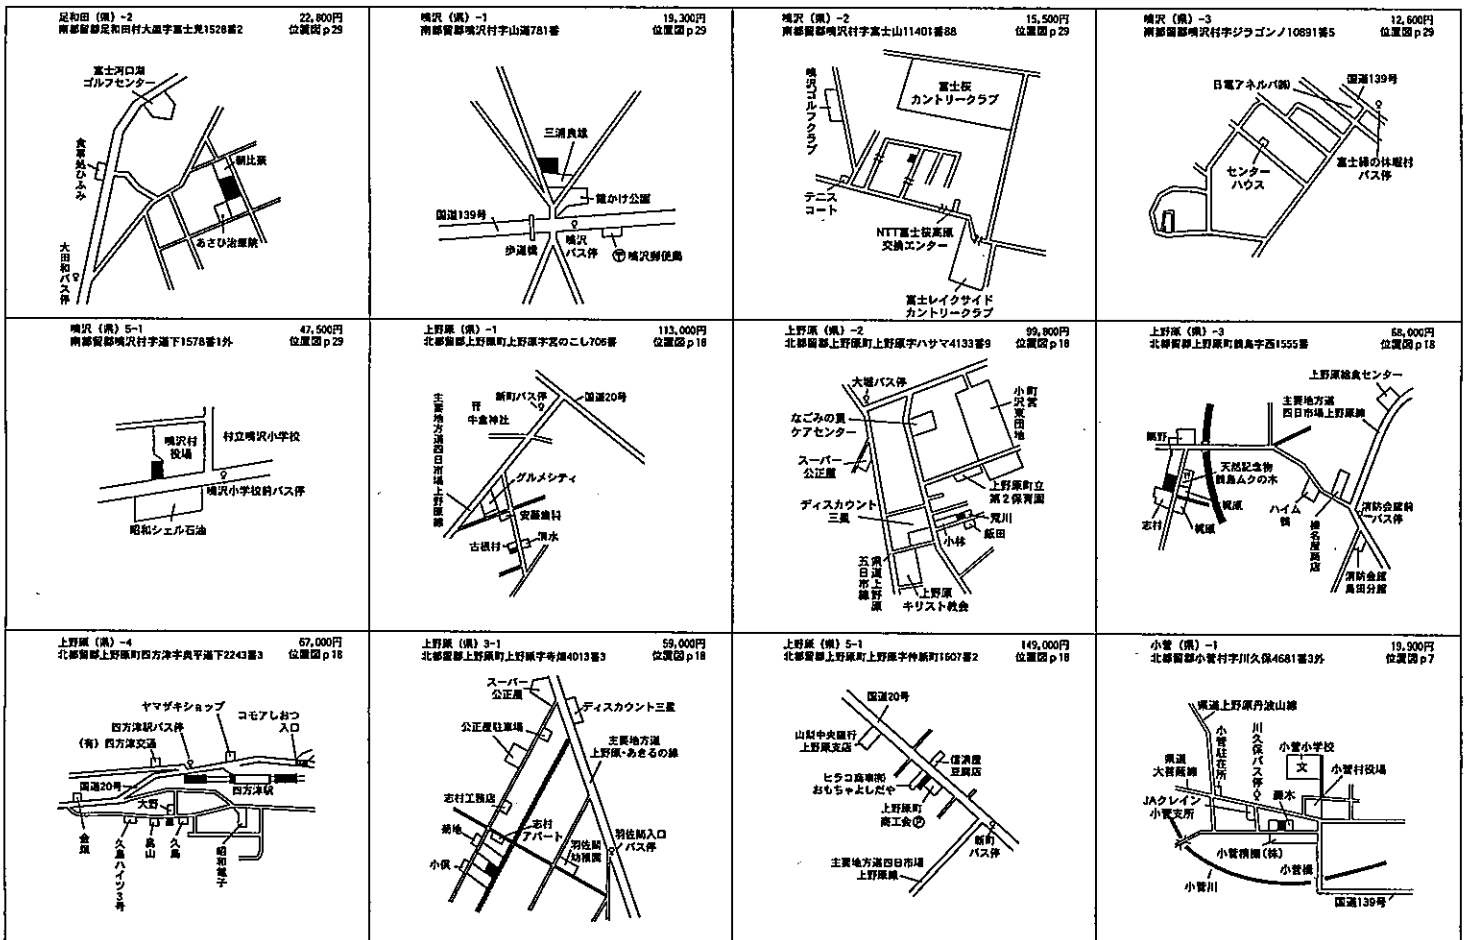 足和田（県）-2 22,800円
南都留郡足和田村大嵐字富士見1528番2 位置図p29
富士河口湖
ゴルフセンター
食事処ひふみ
朝比奈
あさひ治療院
大田和バス停
鳴沢（県）-1 19,300円
南都留郡鳴沢村字山道781番 位置図p29
三浦良雄
鐘かけ公園
国道139号
歩道橋
鳴沢
バス停
鳴沢郵便局
鳴沢（県）-2 15,500円
南都留郡鳴沢村字富士山11401番88 位置図p29
鳴沢ゴルフクラブ
富士桜
カントリークラブ
テニス
コート
NTT富士桜高原
交換エンター
富士レイクサイド
カントリークラブ
鳴沢（県）-3 12,600円
南都留郡鳴沢村字ジラゴンノ10891番5 位置図p29
日電アネルバ㈱
国道139号
センター
ハウス
富士緑の休暇村
バス停
鳴沢（県）5-1 47,500円
南都留郡鳴沢村字道下1578番1外 位置図p29
鳴沢村
役場
村立鳴沢小学校
鳴沢小学校前バス停
昭和シェル石油
上野原（県）-1 113,000円
北都留郡上野原町上野原字宮のこし706番 位置図p18
主要地方道四日市場上野原線
新町バス停
国道20号
牛倉神社
グルメシティ
安藤歯科
古根村
清水
上野原（県）-2 99,800円
北都留郡上野原町上野原字ハサマ4133番9 位置図p18
大堀バス停
なごみの里
ケアセンター
小町
沢営
東団地
スーパー
公正屋
上野原町立
第2保育園
ディスカウント
三星
荒川
飯田
小林
県道上野原
五日市線
上野原
キリスト教会
上野原（県）-3 68,000円
北都留郡上野原町鶴島字西1555番 位置図p18
上野原給食センター
主要地方道
四日市場上野原線
天然記念物
鶴島ムクの木
梶原
志村
梶原
ハイム
鶴
椎名屋商店
消防会館前
バス停
消防会館
島田分館
上野原（県）-4 67,000円
北都留郡上野原町四方津字奥平道下2243番3 位置図p18
ヤマザキショップ
四方津駅バス停
コモアしおつ
入口
（有）四方津交通
国道20号
四方津駅
大野
久島ハイツ3号
久島
昭和電子
上野原（県）3-1 59,000円
北都留郡上野原町上野原字寺畑4013番3 位置図p18
スーパー
公正屋
ディスカウント三星
公正屋駐車場
主要地方道
上野原・あきるの線
志村工務店
菊地
志村
アパート
羽佐間
幼稚園
羽佐間入口
バス停
小俣
上野原（県）5-1 149,000円
北都留郡上野原町上野原字仲新町1607番2 位置図p18
国道20号
山梨中央銀行
上野原支店
信濃屋
豆腐店
ヒラコ商事㈲
おもちゃよしだや
上野原町
商工会Ⓟ
新町
バス停
主要地方道四日市場
上野原線
小菅（県）-1 19,900円
北都留郡小菅村字川久保4681番3外 位置図p7
県道上野原丹波山線
小菅駐在所
川久保バス停
小菅小学校
文
県道
大菩薩線
小菅村役場
JAクレイン
小菅支所
小菅川
小菅橋
国道139号